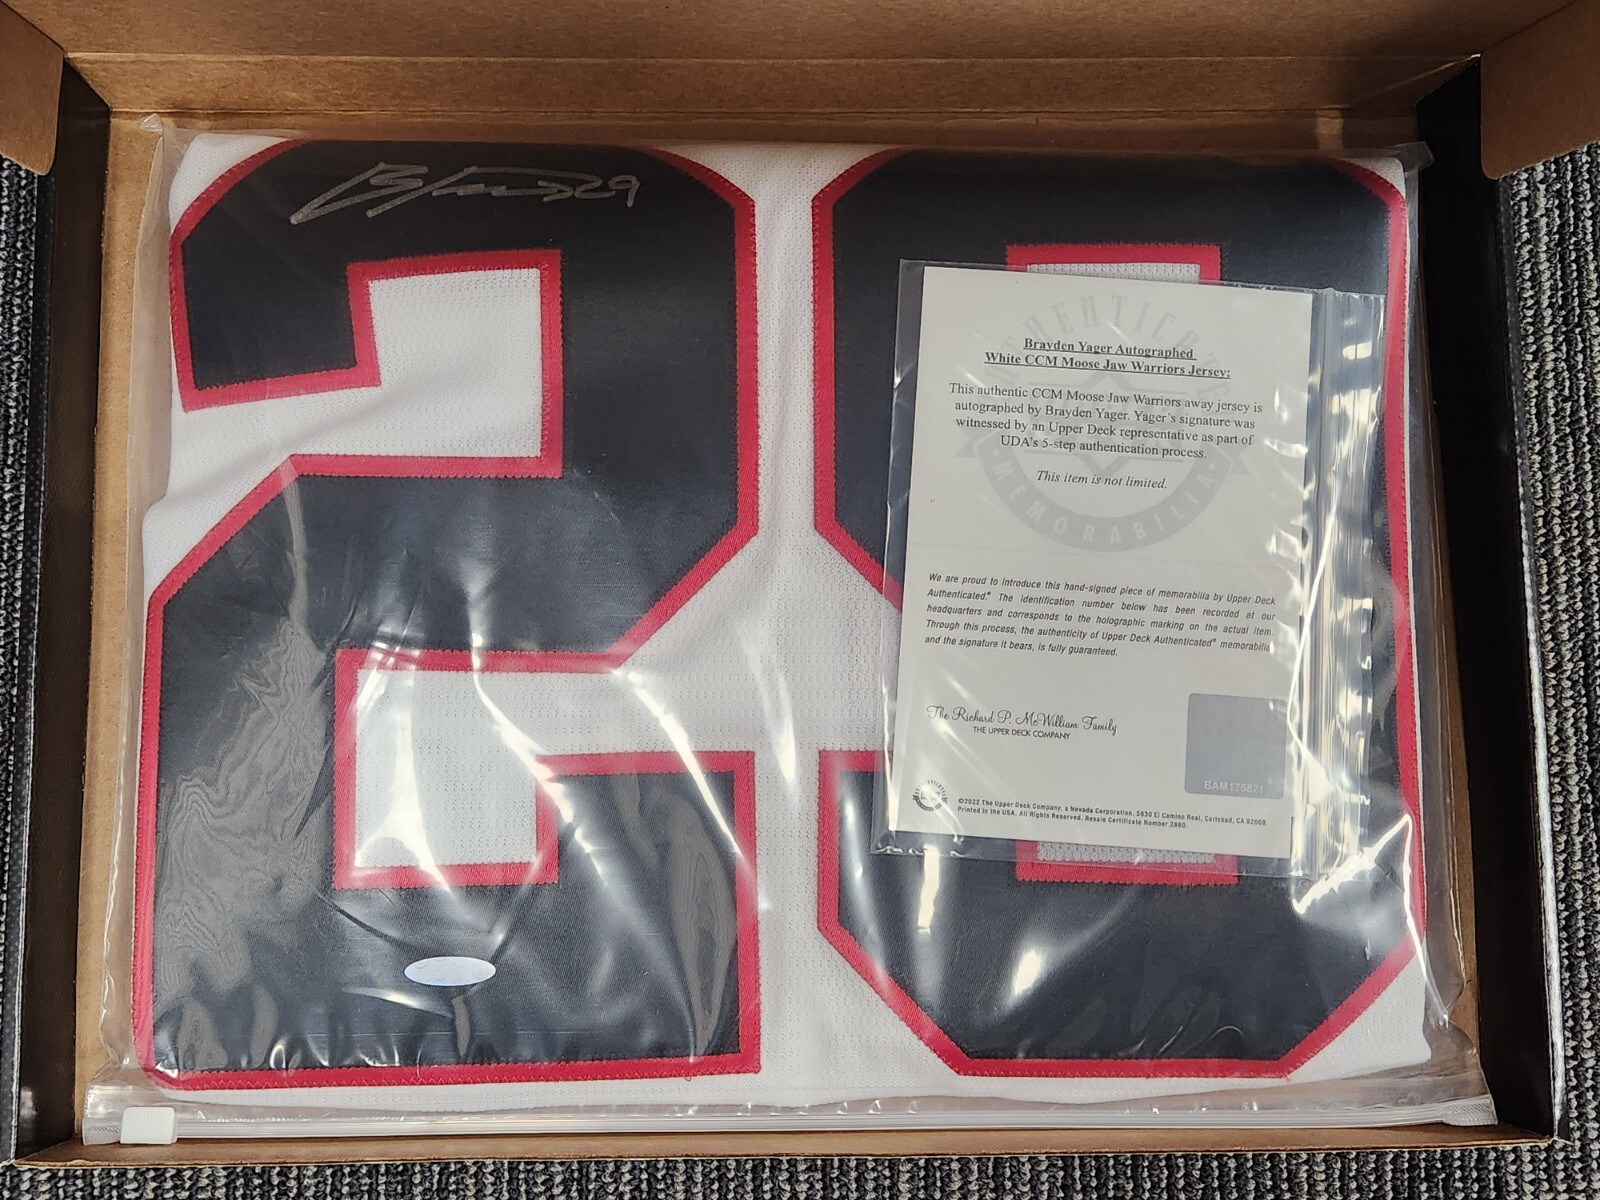 29
29
AUTHENTICATED
MEMORABILIA
Brayden Yager Autographed
White CCM Moose Jaw Warriors Jersey:
This authentic CCM Moose Jaw Warriors away jersey is
autographed by Brayden Yager. Yager's signature was
witnessed by an Upper Deck representative as part of
UDA's 5-step authentication process.
This item is not limited.
We are proud to introduce this hand-signed piece of memorabilia by Upper Deck
Authenticated.® The identification number below has been recorded at our
headquarters and corresponds to the holographic marking on the actual item.
Through this process, the authenticity of Upper Deck Authenticated® memorabilia,
and the signature it bears, is fully guaranteed.
The Richard P. McWilliam Family
THE UPPER DECK COMPANY
BAM175821
©2022 The Upper Deck Company, a Nevada Corporation, 5830 El Camino Real, Carlsbad, CA 92008.
Printed in the USA. All Rights Reserved. Resale Certificate Number 2880.